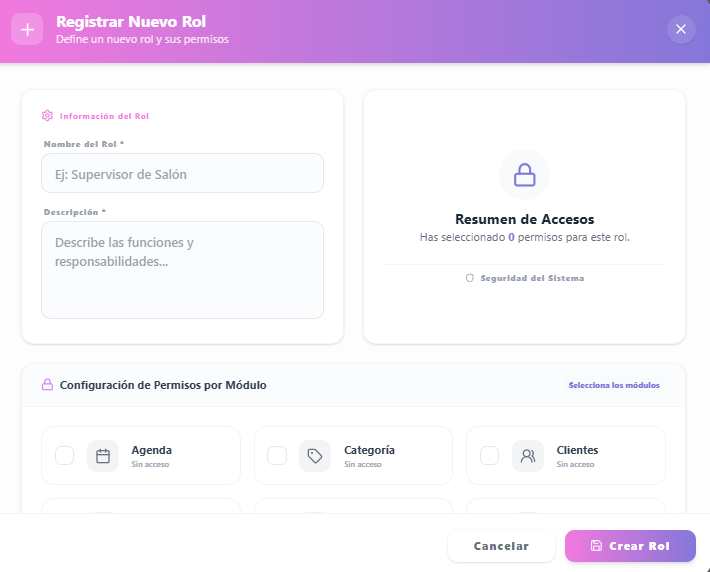 Registrar Nuevo Rol
Define un nuevo rol y sus permisos
Información del Rol
Nombre del Rol *
Ej: Supervisor de Salón
Descripción *
Describe las funciones y
responsabilidades...
Resumen de Accesos
Has seleccionado 0 permisos para este rol.
Seguridad del Sistema
Configuración de Permisos por Módulo
Selecciona los módulos
Agenda
Sin acceso
Categoría
Sin acceso
Clientes
Sin acceso
Cancelar
Crear Rol